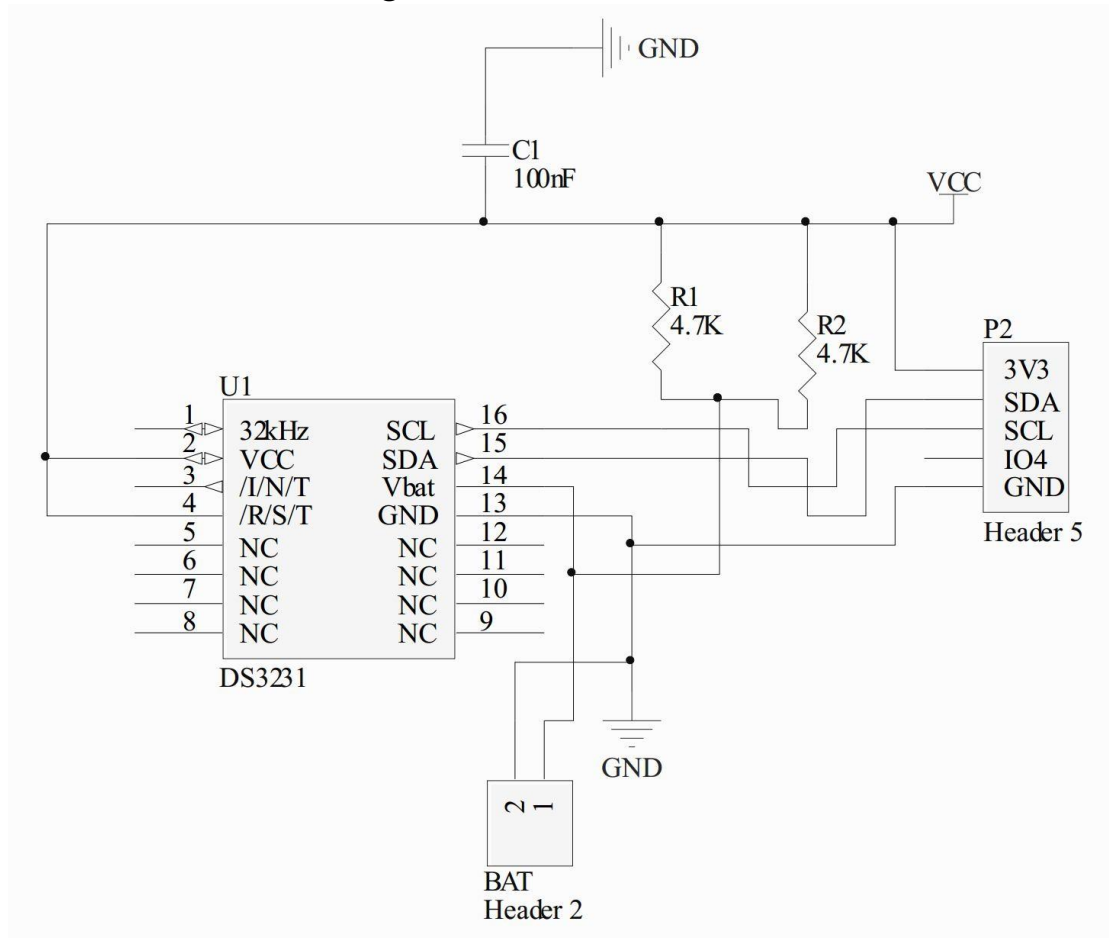 GND
C1
100nF
VCC
R1
4.7K
R2
4.7K
P2
3V3
SDA
SCL
IO4
GND
Header 5
U1
1 32kHz SCL 16
2 VCC SDA 15
3 /I/N/T Vbat 14
4 /R/S/T GND 13
5 NC NC 12
6 NC NC 11
7 NC NC 10
8 NC NC 9
DS3231
GND
2 1
BAT
Header 2